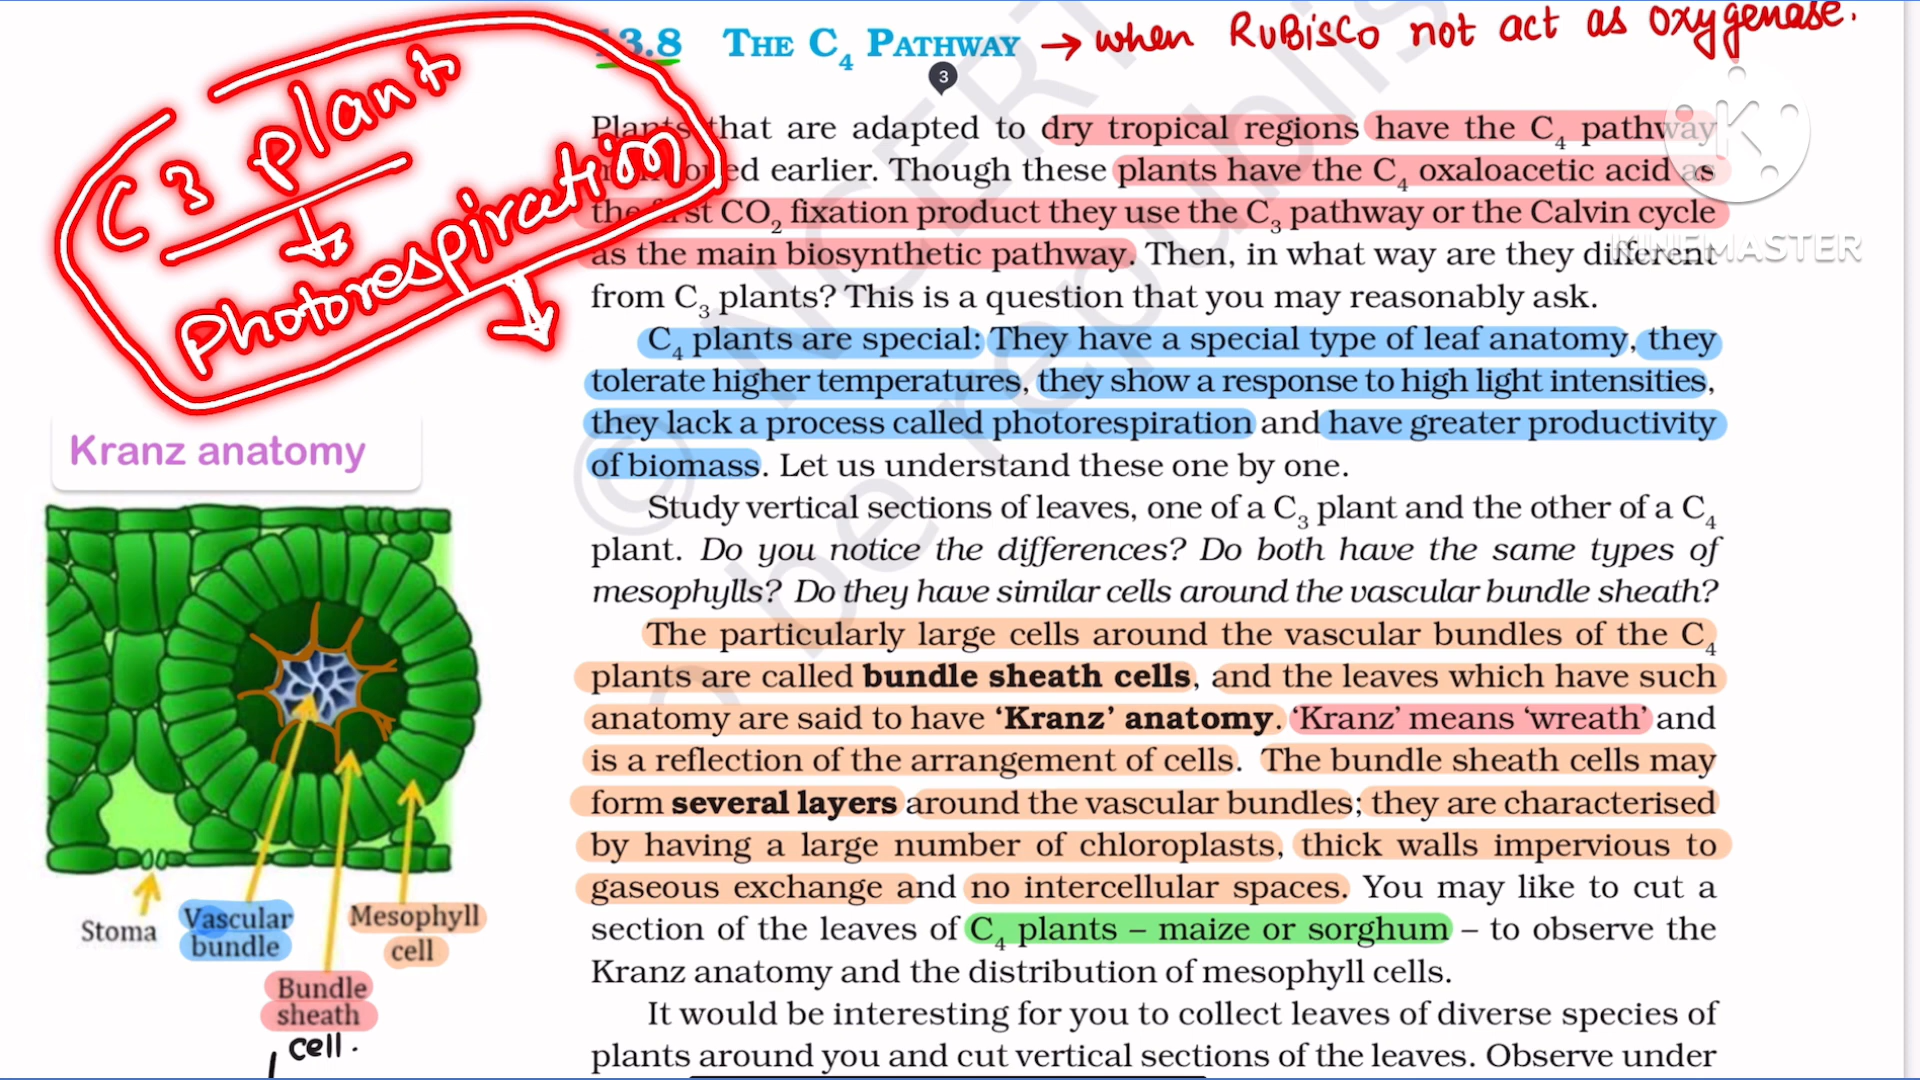 13.8 THE C4 PATHWAY → when RuBisCo not act as oxygenase.
3
C3 plant
Photorespiration
Plants that are adapted to dry tropical regions have the C4 pathway
earlier. Though these plants have the C4 oxaloacetic acid as
the first CO2 fixation product they use the C3 pathway or the Calvin cycle
as the main biosynthetic pathway. Then, in what way are they different
from C3 plants? This is a question that you may reasonably ask.
C4 plants are special: They have a special type of leaf anatomy, they
tolerate higher temperatures, they show a response to high light intensities,
they lack a process called photorespiration and have greater productivity
of biomass. Let us understand these one by one.
Study vertical sections of leaves, one of a C3 plant and the other of a C4
plant. Do you notice the differences? Do both have the same types of
mesophylls? Do they have similar cells around the vascular bundle sheath?
The particularly large cells around the vascular bundles of the C4
plants are called bundle sheath cells, and the leaves which have such
anatomy are said to have ‘Kranz’ anatomy. ‘Kranz’ means ‘wreath’ and
is a reflection of the arrangement of cells. The bundle sheath cells may
form several layers around the vascular bundles; they are characterised
by having a large number of chloroplasts, thick walls impervious to
gaseous exchange and no intercellular spaces. You may like to cut a
section of the leaves of C4 plants – maize or sorghum – to observe the
Kranz anatomy and the distribution of mesophyll cells.
It would be interesting for you to collect leaves of diverse species of
plants around you and cut vertical sections of the leaves. Observe under
Kranz anatomy
Stoma
Vascular
bundle
Mesophyll
cell
Bundle
sheath
cell.
KINEMASTER
© NCERT
be republis